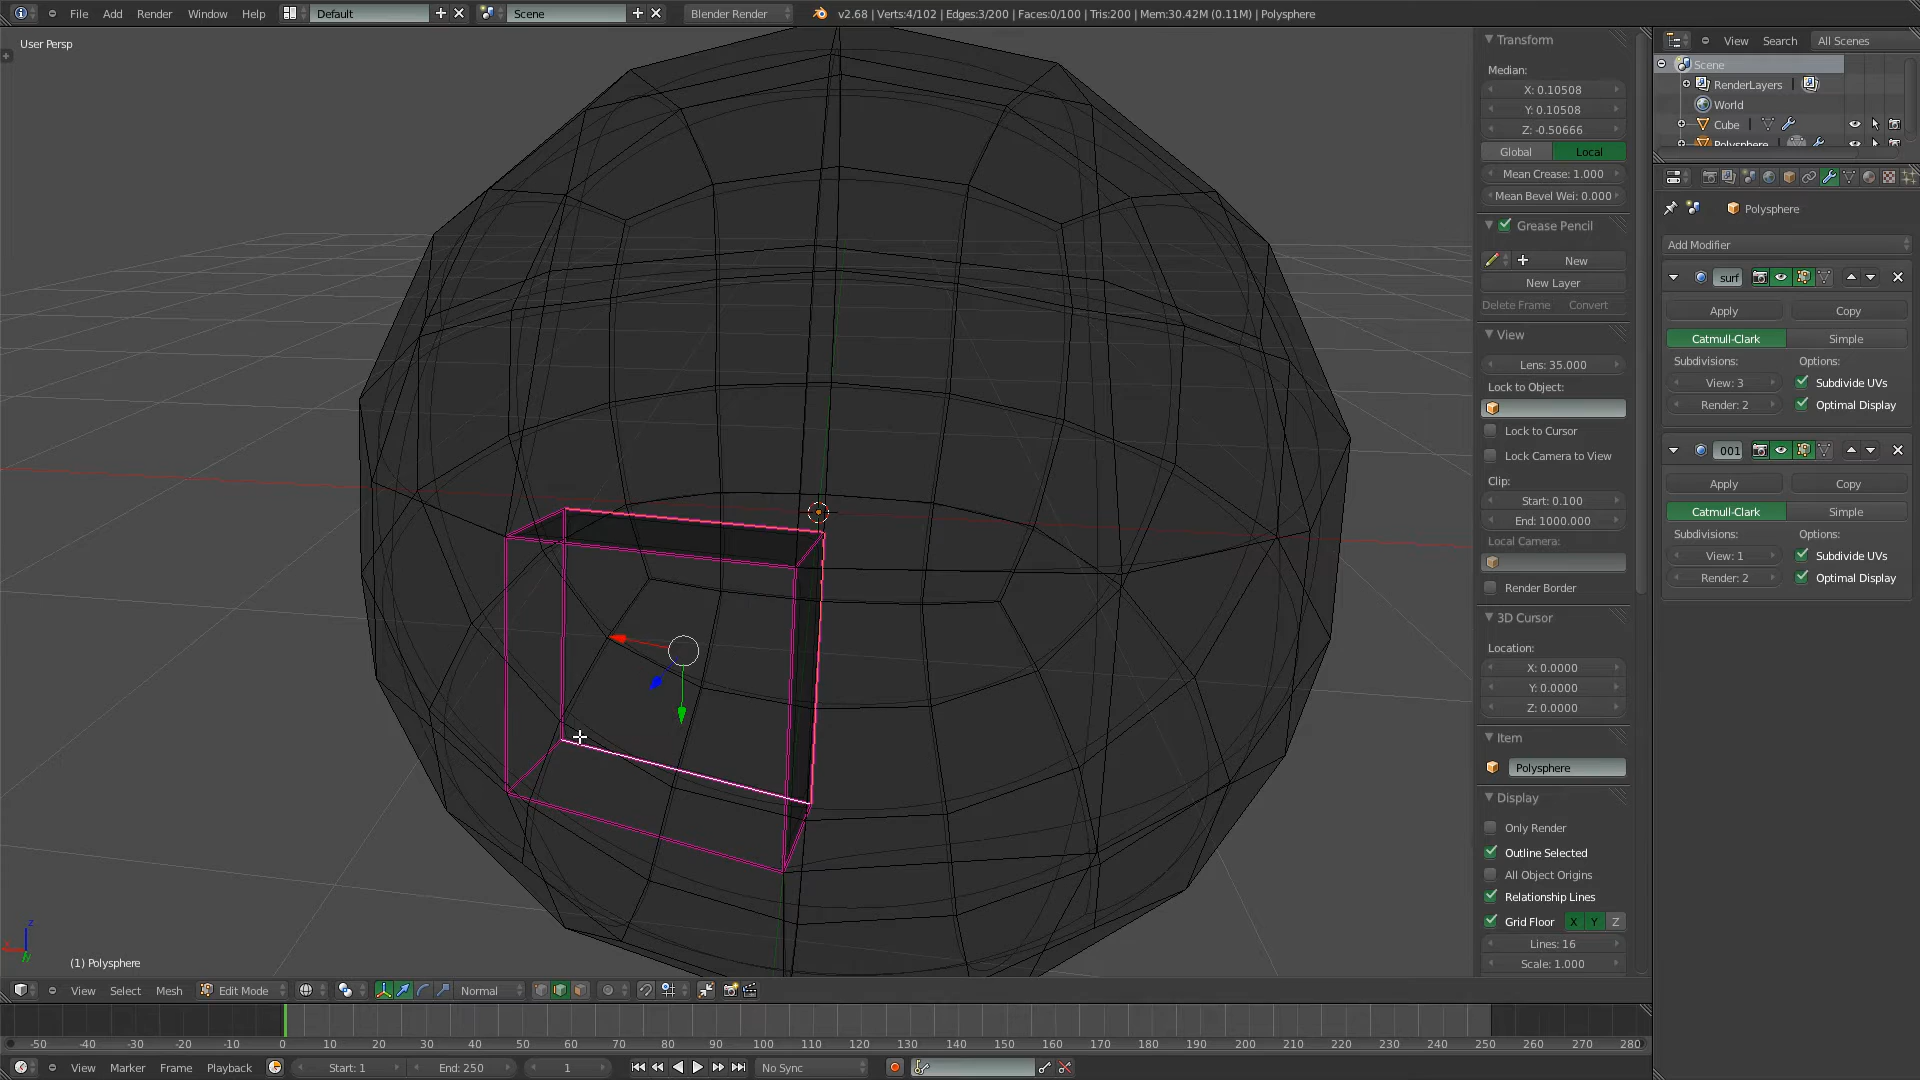 File Add Render Window Help Default Scene Blender Render v2.68 | Verts:4/102 | Edges:3/200 | Faces:0/100 | Tris:200 | Mem:30.42M (0.11M) | Polysphere
User Persp
(1) Polysphere
Transform
Median:
X: 0.10508
Y: 0.10508
Z: -0.50666
Global Local
Mean Crease: 1.000
Mean Bevel Wei: 0.000
Grease Pencil
New
New Layer
Delete Frame Convert
View
Lens: 35.000
Lock to Object:
Lock to Cursor
Lock Camera to View
Clip:
Start: 0.100
End: 1000.000
Local Camera:
Render Border
3D Cursor
Location:
X: 0.0000
Y: 0.0000
Z: 0.0000
Item
Polysphere
Display
Only Render
Outline Selected
All Object Origins
Relationship Lines
Grid Floor X Y Z
Lines: 16
Scale: 1.000
View Search All Scenes
Scene
RenderLayers |
World
Cube |
Polysphere
Polysphere
Add Modifier
surf
Apply Copy
Catmull-Clark Simple
Subdivisions: Options:
View: 3 Subdivide UVs
Render: 2 Optimal Display
001
Apply Copy
Catmull-Clark Simple
Subdivisions: Options:
View: 1 Subdivide UVs
Render: 2 Optimal Display
z
x
View Select Mesh Edit Mode Normal
-50 -40 -30 -20 -10 0 10 20 30 40 50 60 70 80 90 100 110 120 130 140 150 160 170 180 190 200 210 220 230 240 250 260 270 280
View Marker Frame Playback Start: 1 End: 250 1 No Sync